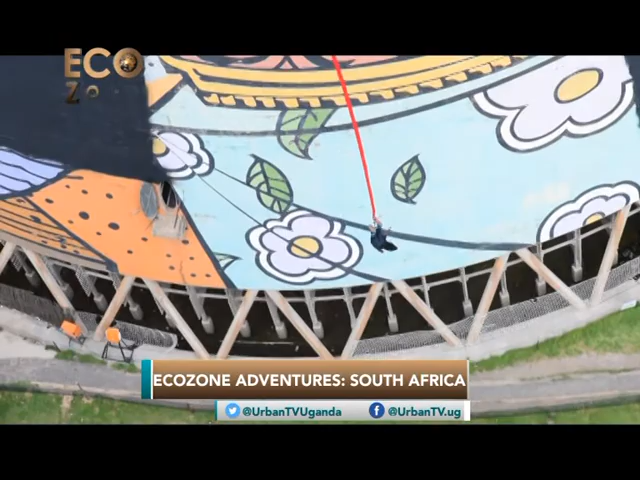 ECO
Z
ECOZONE ADVENTURES: SOUTH AFRICA
@UrbanTVUganda
@UrbanTV.ug